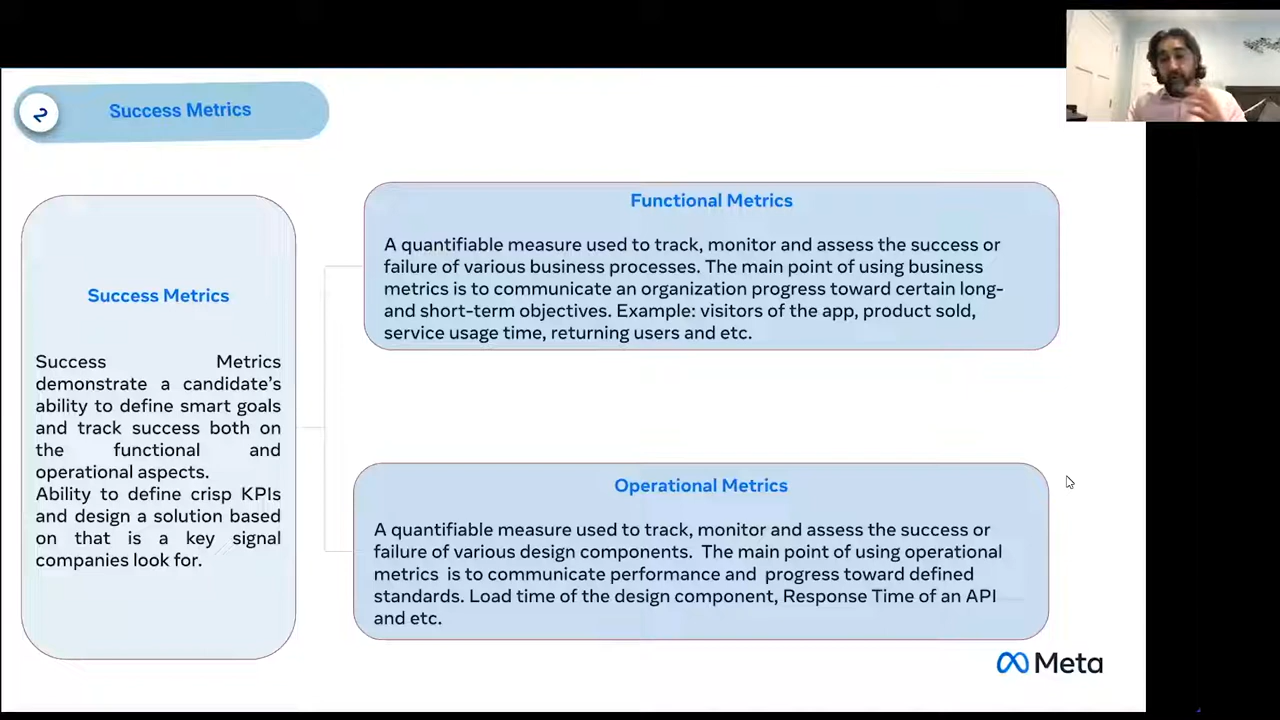 2
Success Metrics
Success Metrics
Success Metrics
demonstrate a candidate's
ability to define smart goals
and track success both on
the functional and
operational aspects.
Ability to define crisp KPIs
and design a solution based
on that is a key signal
companies look for.
Functional Metrics
A quantifiable measure used to track, monitor and assess the success or
failure of various business processes. The main point of using business
metrics is to communicate an organization progress toward certain long-
and short-term objectives. Example: visitors of the app, product sold,
service usage time, returning users and etc.
Operational Metrics
A quantifiable measure used to track, monitor and assess the success or
failure of various design components. The main point of using operational
metrics is to communicate performance and progress toward defined
standards. Load time of the design component, Response Time of an API
and etc.
Meta